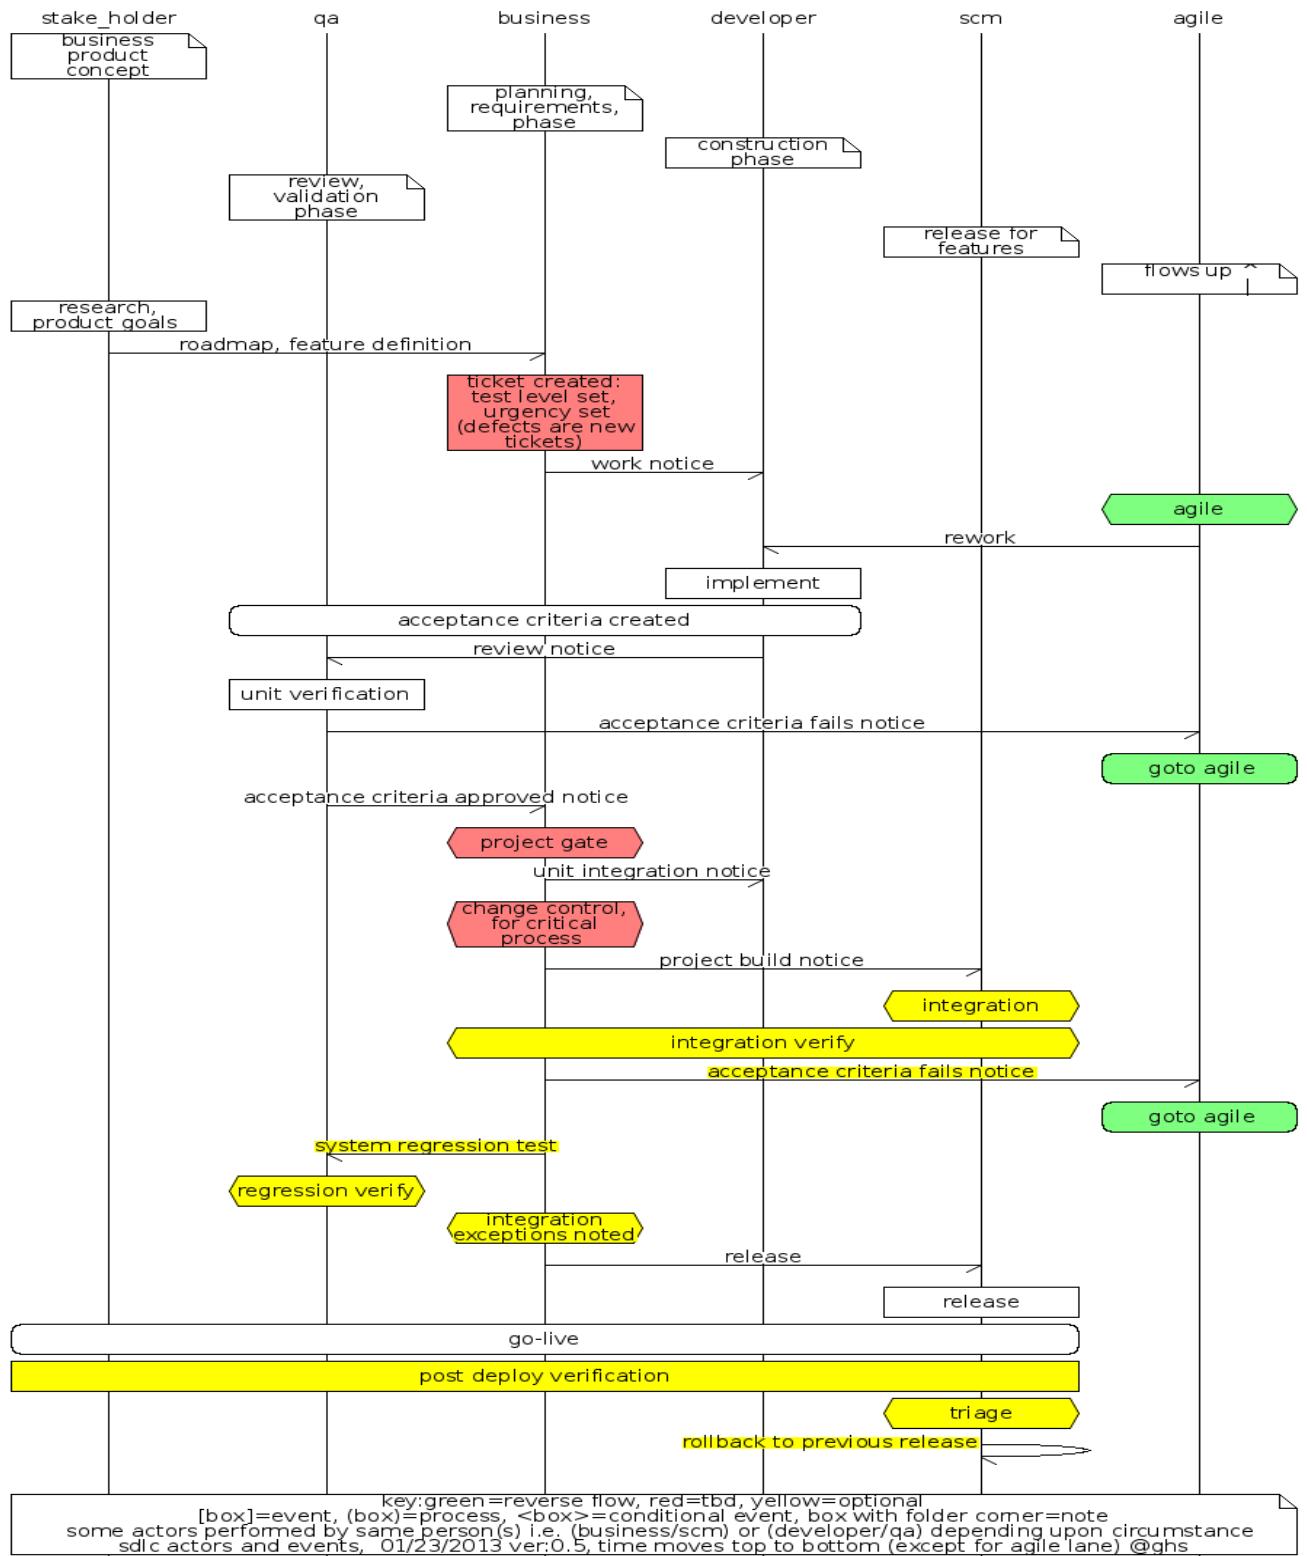 stake_holder qa business developer scm agile
business
product
concept
planning,
requirements,
phase
construction
phase
review,
validation
phase
release for
features
flows up ^
|
research,
product goals
roadmap, feature definition
ticket created:
test level set,
urgency set
(defects are new
tickets)
work notice
agile
rework
implement
acceptance criteria created
review notice
unit verification
acceptance criteria fails notice
goto agile
acceptance criteria approved notice
project gate
unit integration notice
change control,
for critical
process
project build notice
integration
integration verify
acceptance criteria fails notice
goto agile
system regression test
regression verify
integration
exceptions noted
release
release
go-live
post deploy verification
triage
rollback to previous release
key:green=reverse flow, red=tbd, yellow=optional
[box]=event, (box)=process, <box>=conditional event, box with folder corner=note
some actors performed by same person(s) i.e. (business/scm) or (developer/qa) depending upon circumstance
sdlc actors and events,  01/23/2013 ver:0.5, time moves top to bottom (except for agile lane) @ghs